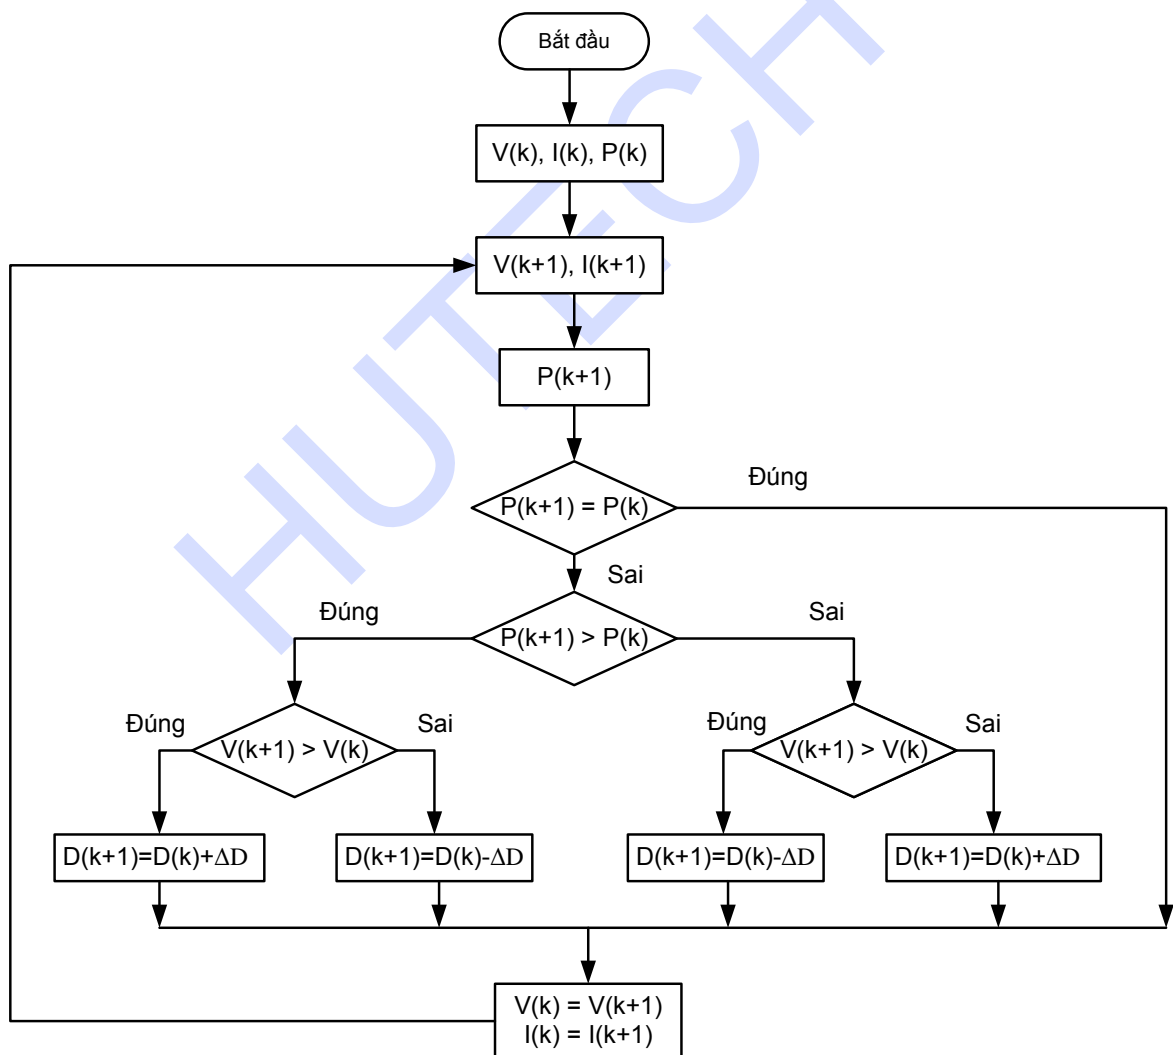 Bắt đầu
V(k), I(k), P(k)
V(k+1), I(k+1)
P(k+1)
P(k+1) = P(k)
Đúng
Sai
P(k+1) > P(k)
Đúng
Sai
V(k+1) > V(k)
Đúng
Sai
V(k+1) > V(k)
Đúng
Sai
D(k+1)=D(k)+ΔD
D(k+1)=D(k)-ΔD
D(k+1)=D(k)-ΔD
D(k+1)=D(k)+ΔD
V(k) = V(k+1)
I(k) = I(k+1)
HUTECH